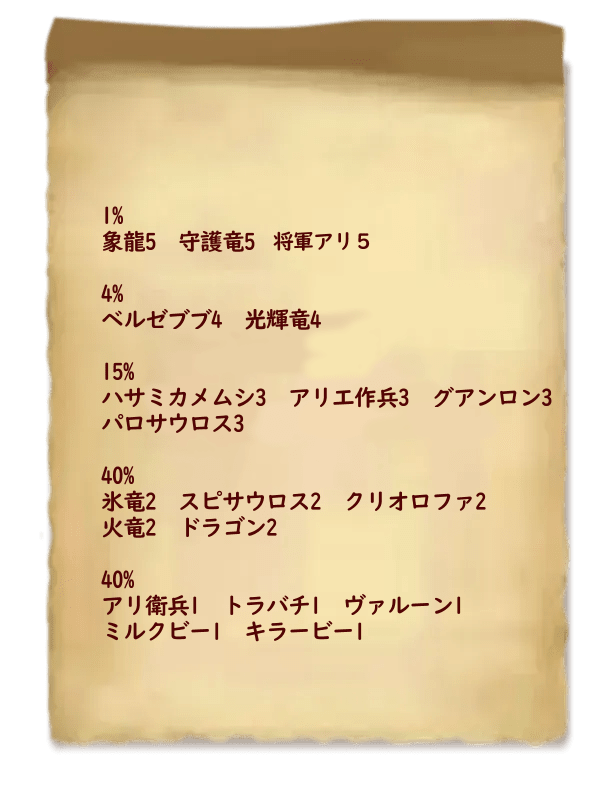 1%
象龍5　守護竜5　将軍アリ５
4%
ベルゼブブ4　光輝竜4
15%
ハサミカメムシ3　アリエ作兵3　グアンロン3
パロサウロス3
40%
氷竜2　スピサウロス2　クリオロファ2
火竜2　ドラゴン2
40%
アリ衛兵1　トラバチ1　ヴァルーン1
ミルクビー1　キラービー1